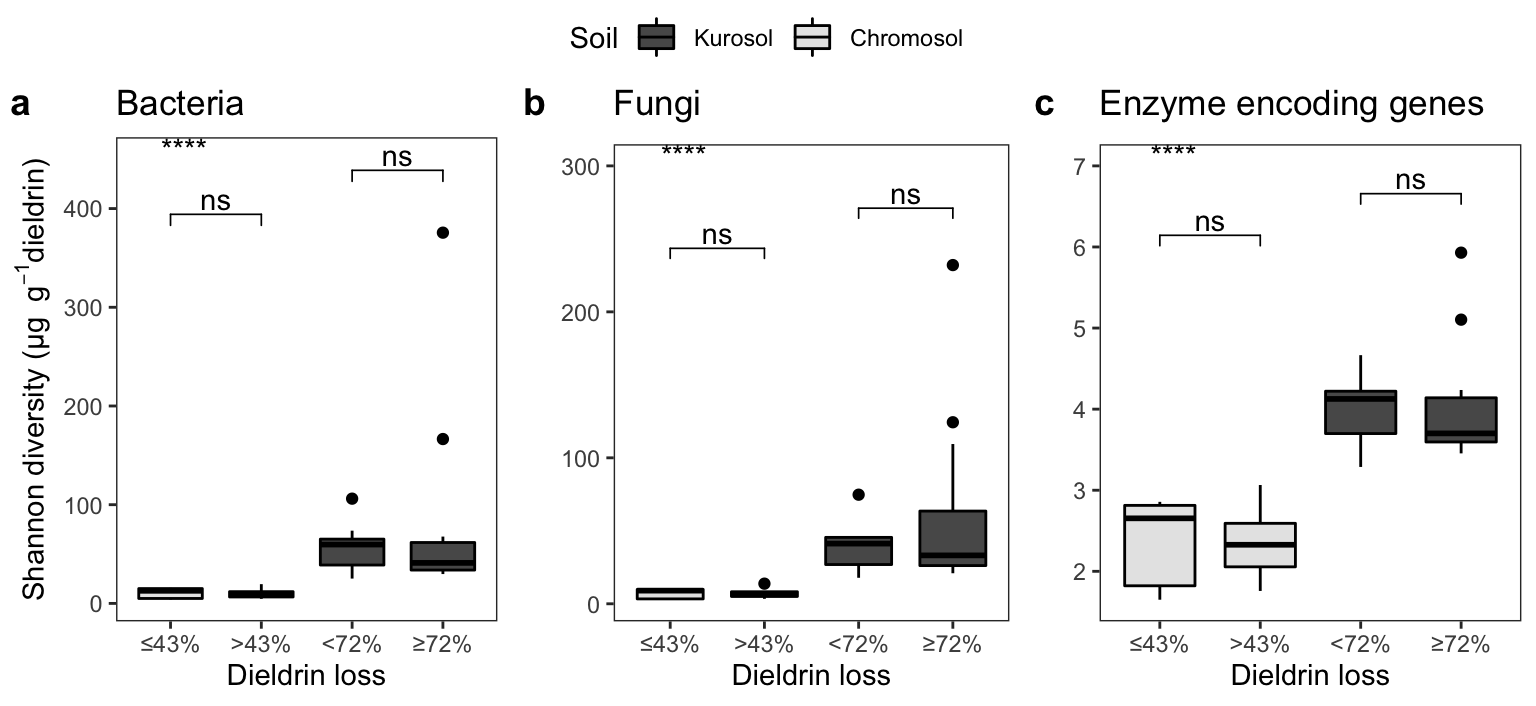 Soil Kurosol Chromosol
a Bacteria
b Fungi
c Enzyme encoding genes
Shannon diversity (µg g⁻¹dieldrin)
****
ns
ns
400
300
200
100
0
≤43% >43% <72% ≥72%
Dieldrin loss
****
ns
ns
300
200
100
0
≤43% >43% <72% ≥72%
Dieldrin loss
****
ns
ns
7
6
5
4
3
2
≤43% >43% <72% ≥72%
Dieldrin loss